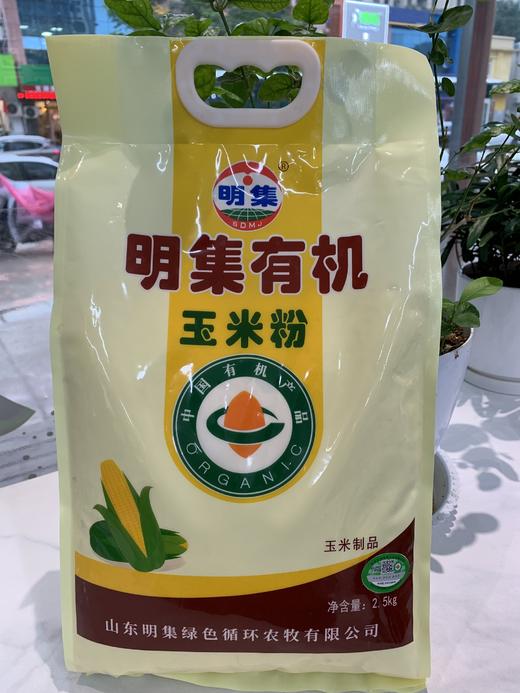 明集
®
SDMJ
明集有机
玉米粉
中国有机产品
ORGANIC
玉米制品
净含量：2.5kg
山东明集绿色循环农牧有限公司